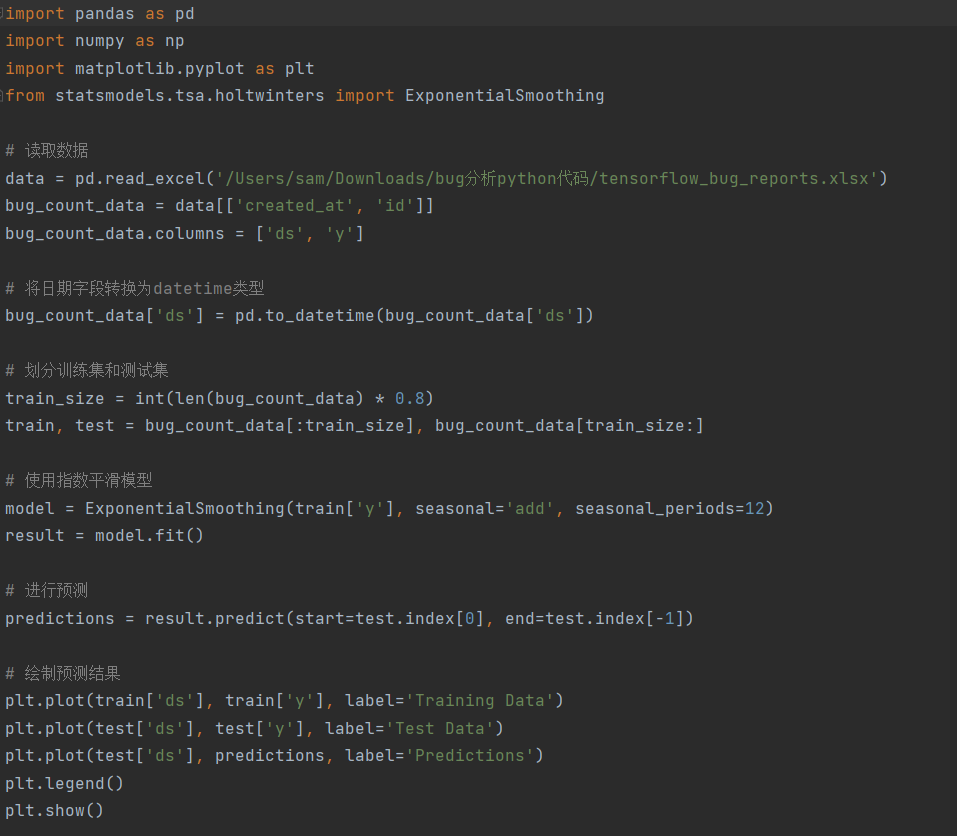 import pandas as pd
import numpy as np
import matplotlib.pyplot as plt
from statsmodels.tsa.holtwinters import ExponentialSmoothing
# 读取数据
data = pd.read_excel('/Users/sam/Downloads/bug分析python代码/tensorflow_bug_reports.xlsx')
bug_count_data = data[['created_at', 'id']]
bug_count_data.columns = ['ds', 'y']
# 将日期字段转换为datetime类型
bug_count_data['ds'] = pd.to_datetime(bug_count_data['ds'])
# 划分训练集和测试集
train_size = int(len(bug_count_data) * 0.8)
train, test = bug_count_data[:train_size], bug_count_data[train_size:]
# 使用指数平滑模型
model = ExponentialSmoothing(train['y'], seasonal='add', seasonal_periods=12)
result = model.fit()
# 进行预测
predictions = result.predict(start=test.index[0], end=test.index[-1])
# 绘制预测结果
plt.plot(train['ds'], train['y'], label='Training Data')
plt.plot(test['ds'], test['y'], label='Test Data')
plt.plot(test['ds'], predictions, label='Predictions')
plt.legend()
plt.show()